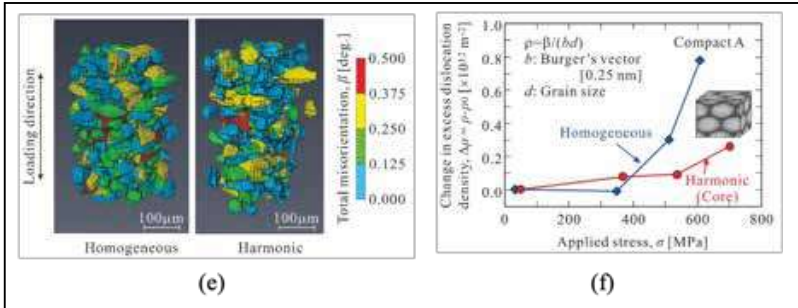 (e)
Loading direction
100μm
100μm
Homogeneous
Harmonic
Total misorientation, β [deg.]
0.500
0.375
0.250
0.125
0.000
(e)
(f)
Change in excess dislocation
density, Δρ = ρ-ρ0 [×10¹² m⁻²]
1.0
0.8
0.6
0.4
0.2
0.0
ρ=β/(bd)
b: Burger's vector
[0.25 nm]
d: Grain size
Compact A
Homogeneous
Harmonic
(Core)
0
200
400
600
800
Applied stress, σ [MPa]
(f)